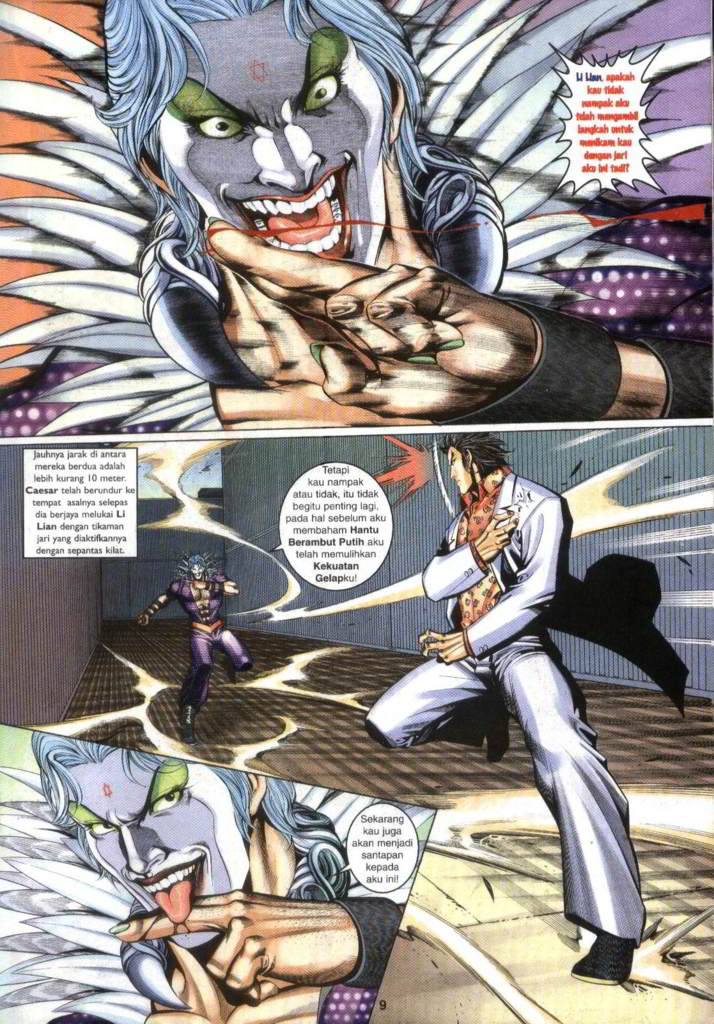 Li Lian, apakah
kau tidak
nampak aku
telah mengambil
langkah untuk
menikam kau
dengan jari
aku ini tadi?
Jauhnya jarak di antara
mereka berdua adalah
lebih kurang 10 meter.
Caesar telah berundur ke
tempat asalnya selepas
dia berjaya melukai Li
Lian dengan tikaman
jari yang diaktifkannya
dengan sepantas kilat.
Tetapi
kau nampak
atau tidak, itu tidak
begitu penting lagi,
pada hal sebelum aku
membaham Hantu
Berambut Putih aku
telah memulihkan
Kekuatan
Gelapku!
Sekarang
kau juga
akan menjadi
santapan
kepada
aku ini!
9